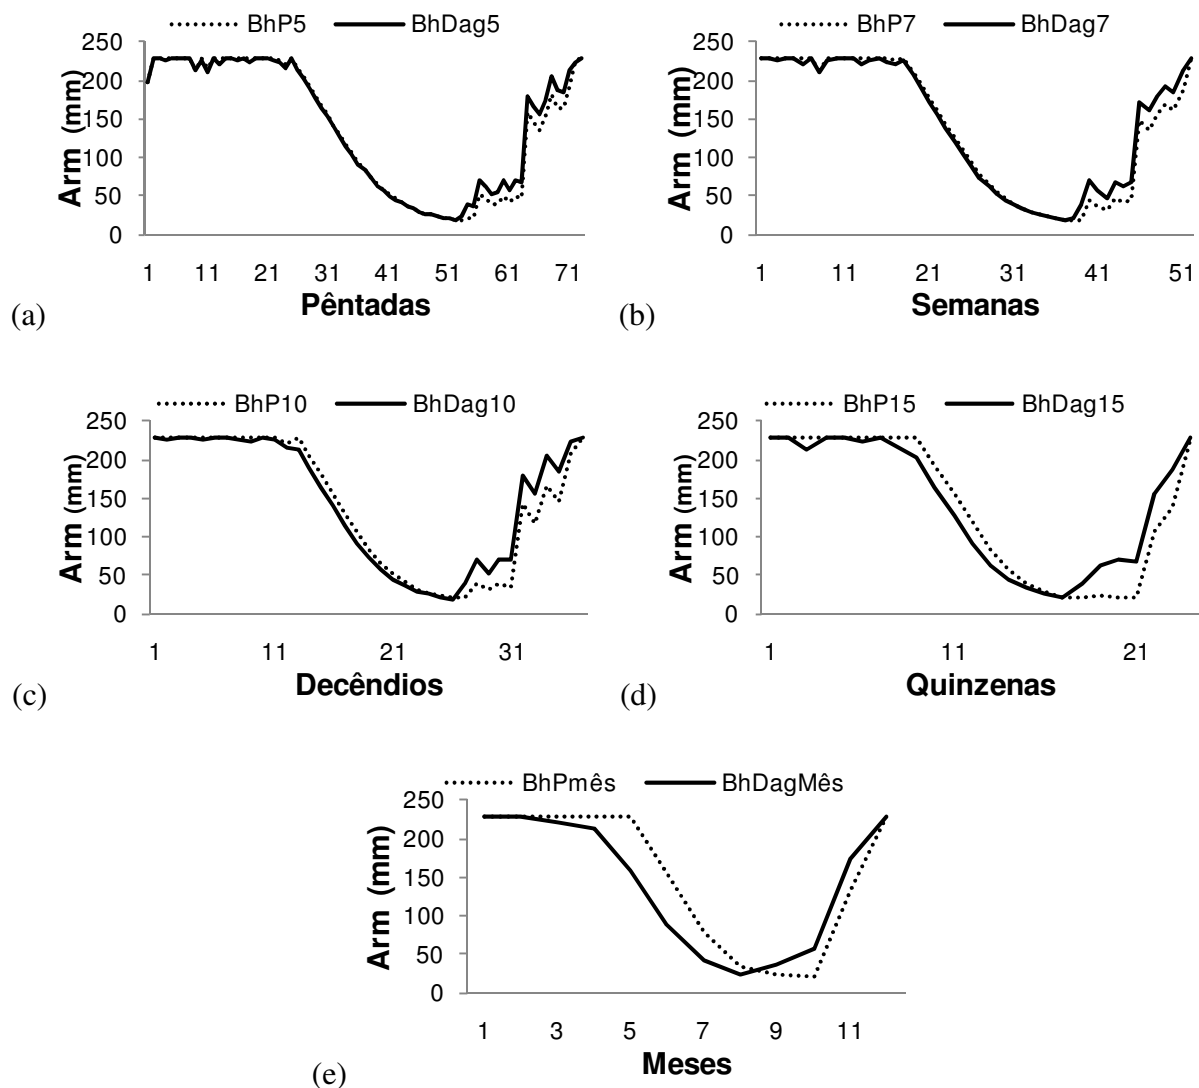 BhP5 BhDag5
250
200
150
100
50
0
Arm (mm)
1 11 21 31 41 51 61 71
Pêntadas
(a)
BhP7 BhDag7
250
200
150
100
50
0
Arm (mm)
1 11 21 31 41 51
Semanas
(b)
BhP10 BhDag10
250
200
150
100
50
0
Arm (mm)
1 11 21 31
Decêndios
(c)
BhP15 BhDag15
250
200
150
100
50
0
Arm (mm)
1 11 21
Quinzenas
(d)
BhPmês BhDagMês
250
200
150
100
50
0
Arm (mm)
1 3 5 7 9 11
Meses
(e)